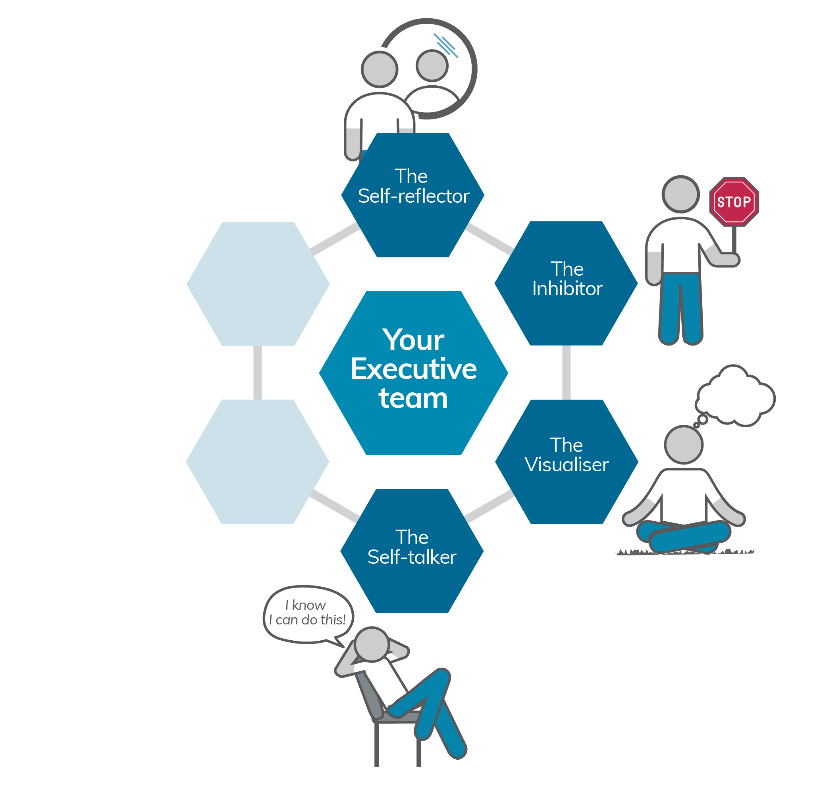 The
Self-reflector
STOP
The
Inhibitor
Your
Executive
team
The
Visualiser
The
Self-talker
I know
I can do this!